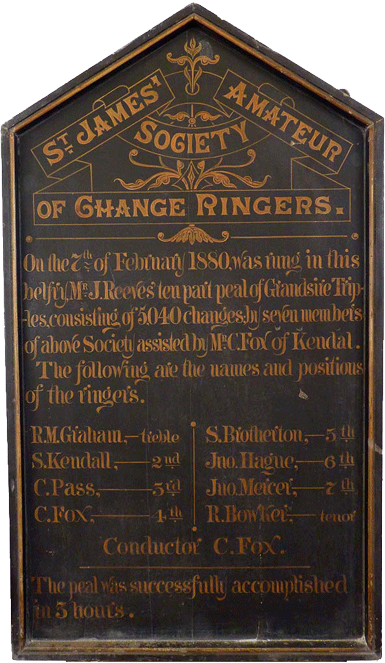 St. JAMES' AMATEUR
SOCIETY
OF CHANGE RINGERS.
On the 7th of February 1880, was rung in this
belfry, Mr. J. Reeves' ten part peal of Grandsire Trip-
-les, consisting of 5040 changes, by seven members
of above Society assisted by Mr. C. Fox, of Kendal.
The following are the names and positions
of the ringers.
R.M. Graham, — treble S. Brotherton, — 5th
S. Kendall, — 2nd Jno. Hague, — 6th
C. Pass, — 3rd Jno. Mercer, — 7th
C. Fox, — 4th R. Bowker, — tenor
Conductor C. Fox.
The peal was successfully accomplished
in 3 hours.